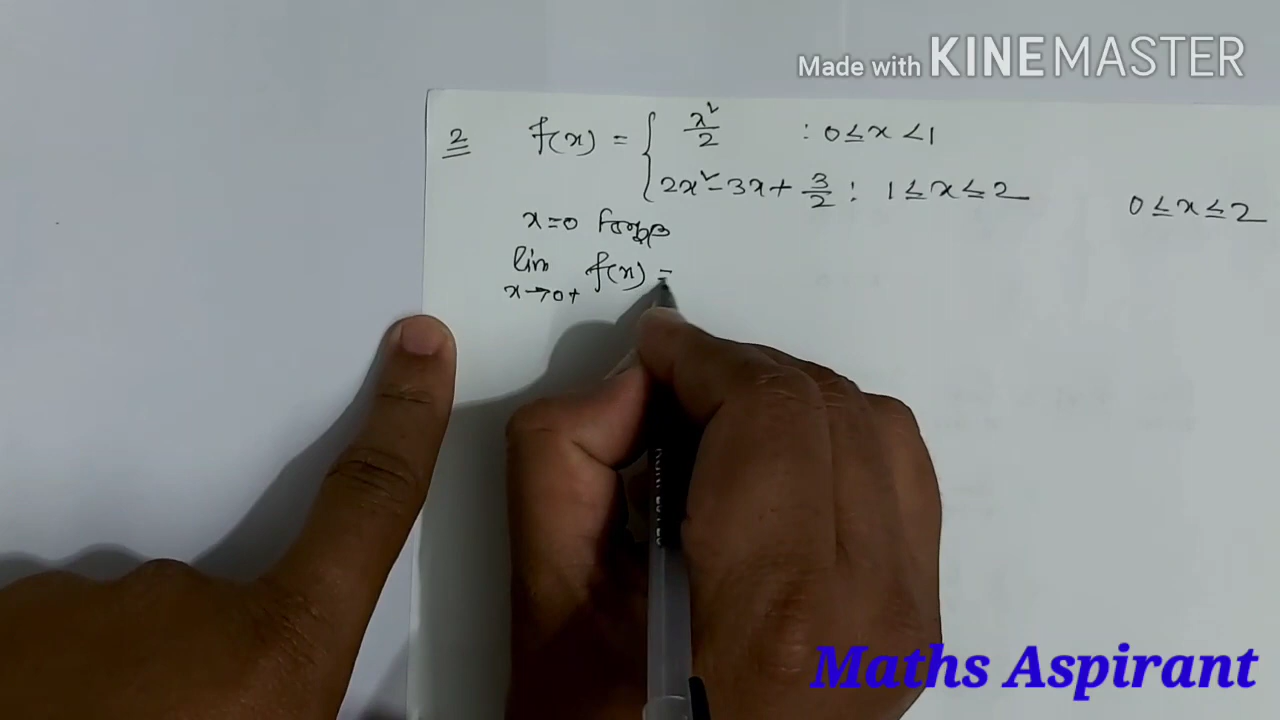 Made with KINEMASTER
2 f(x) = { x²/2 : 0 ≤ x < 1
2x² - 3x + 3/2 : 1 ≤ x ≤ 2
0 ≤ x ≤ 2
x = 0
lim x→0+ f(x) =
Maths Aspirant